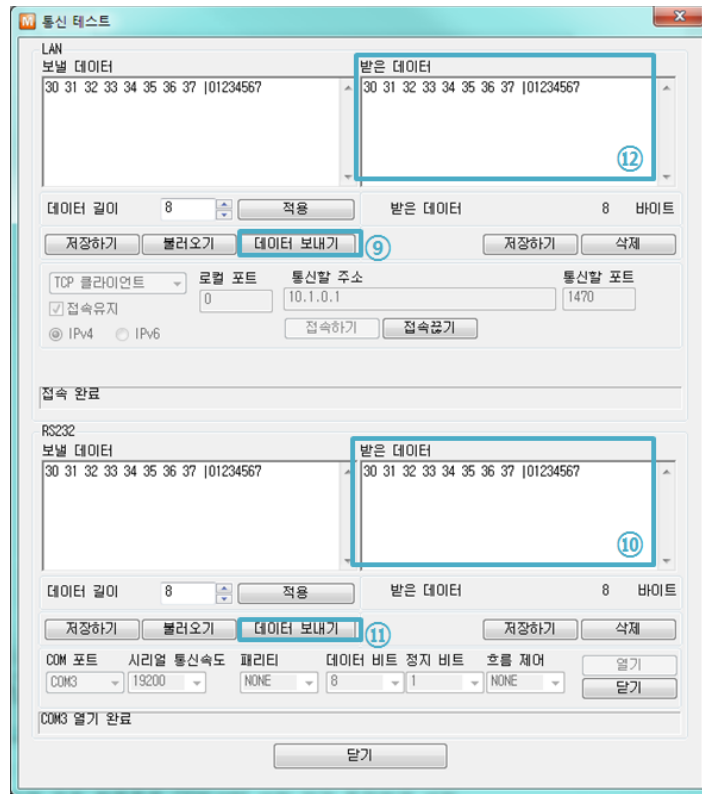 통신 테스트
LAN
보낼 데이터 받은 데이터
30 31 32 33 34 35 36 37 |01234567 30 31 32 33 34 35 36 37 |01234567
⑫
데이터 길이 8 적용 받은 데이터 8 바이트
저장하기 불러오기 데이터 보내기 ⑨ 저장하기 삭제
TCP 클라이언트 로컬 포트 통신할 주소 통신할 포트
0 10.1.0.1 1470
접속유지
IPv4 IPv6 접속하기 접속끊기
접속 완료
RS232
보낼 데이터 받은 데이터
30 31 32 33 34 35 36 37 |01234567 30 31 32 33 34 35 36 37 |01234567
⑩
데이터 길이 8 적용 받은 데이터 8 바이트
저장하기 불러오기 데이터 보내기 ⑪ 저장하기 삭제
COM 포트 시리얼 통신속도 패리티 데이터 비트 정지 비트 흐름 제어 열기
COM3 19200 NONE 8 1 NONE 닫기
COM3 열기 완료
닫기